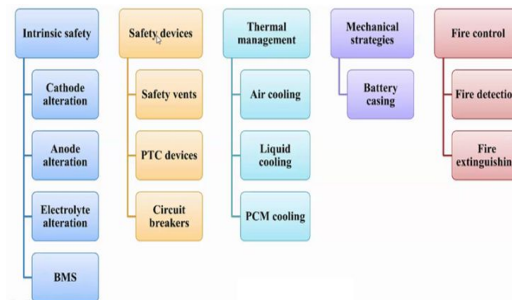 Intrinsic safety
Cathode
alteration
Anode
alteration
Electrolyte
alteration
BMS
Safety devices
Safety vents
PTC devices
Circuit
breakers
Thermal
management
Air cooling
Liquid
cooling
PCM cooling
Mechanical
strategies
Battery
casing
Fire control
Fire detectio
Fire
extinguishin